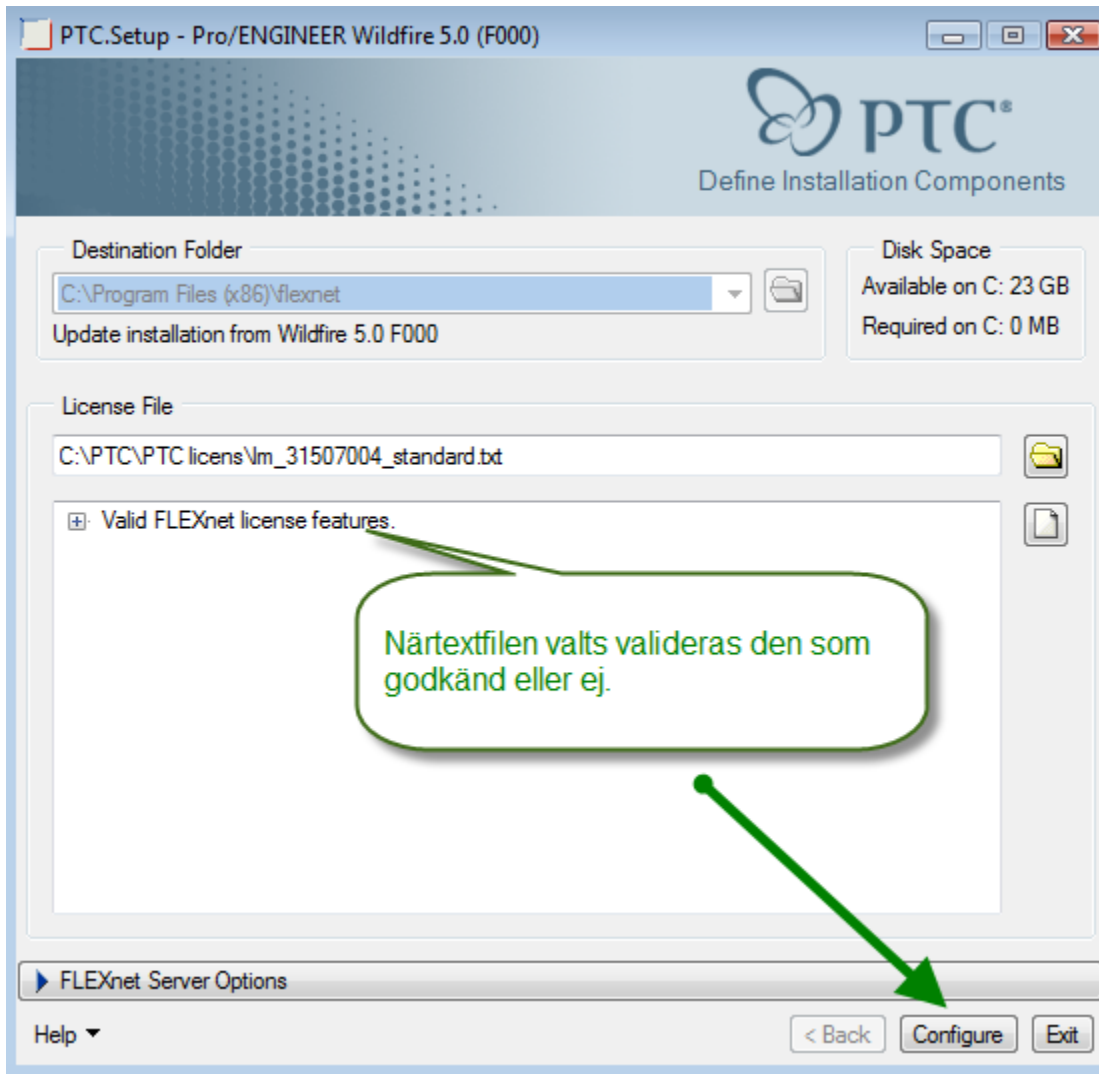 PTC.Setup - Pro/ENGINEER Wildfire 5.0 (F000)
PTC®
Define Installation Components
Destination Folder
C:\Program Files (x86)\flexnet
Update installation from Wildfire 5.0 F000
Disk Space
Available on C: 23 GB
Required on C: 0 MB
License File
C:\PTC\PTC licens\lm_31507004_standard.txt
Valid FLEXnet license features.
Närtextfilen valts valideras den som
godkänd eller ej.
FLEXnet Server Options
Help
< Back
Configure
Exit